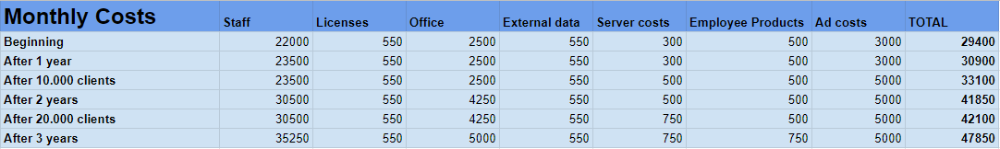 Monthly Costs Staff Licenses Office External data Server costs Employee Products Ad costs TOTAL
Beginning 22000 550 2500 550 300 500 3000 29400
After 1 year 23500 550 2500 550 300 500 3000 30900
After 10.000 clients 23500 550 2500 550 500 500 5000 33100
After 2 years 30500 550 4250 550 500 500 5000 41850
After 20.000 clients 30500 550 4250 550 750 500 5000 42100
After 3 years 35250 550 5000 550 750 750 5000 47850